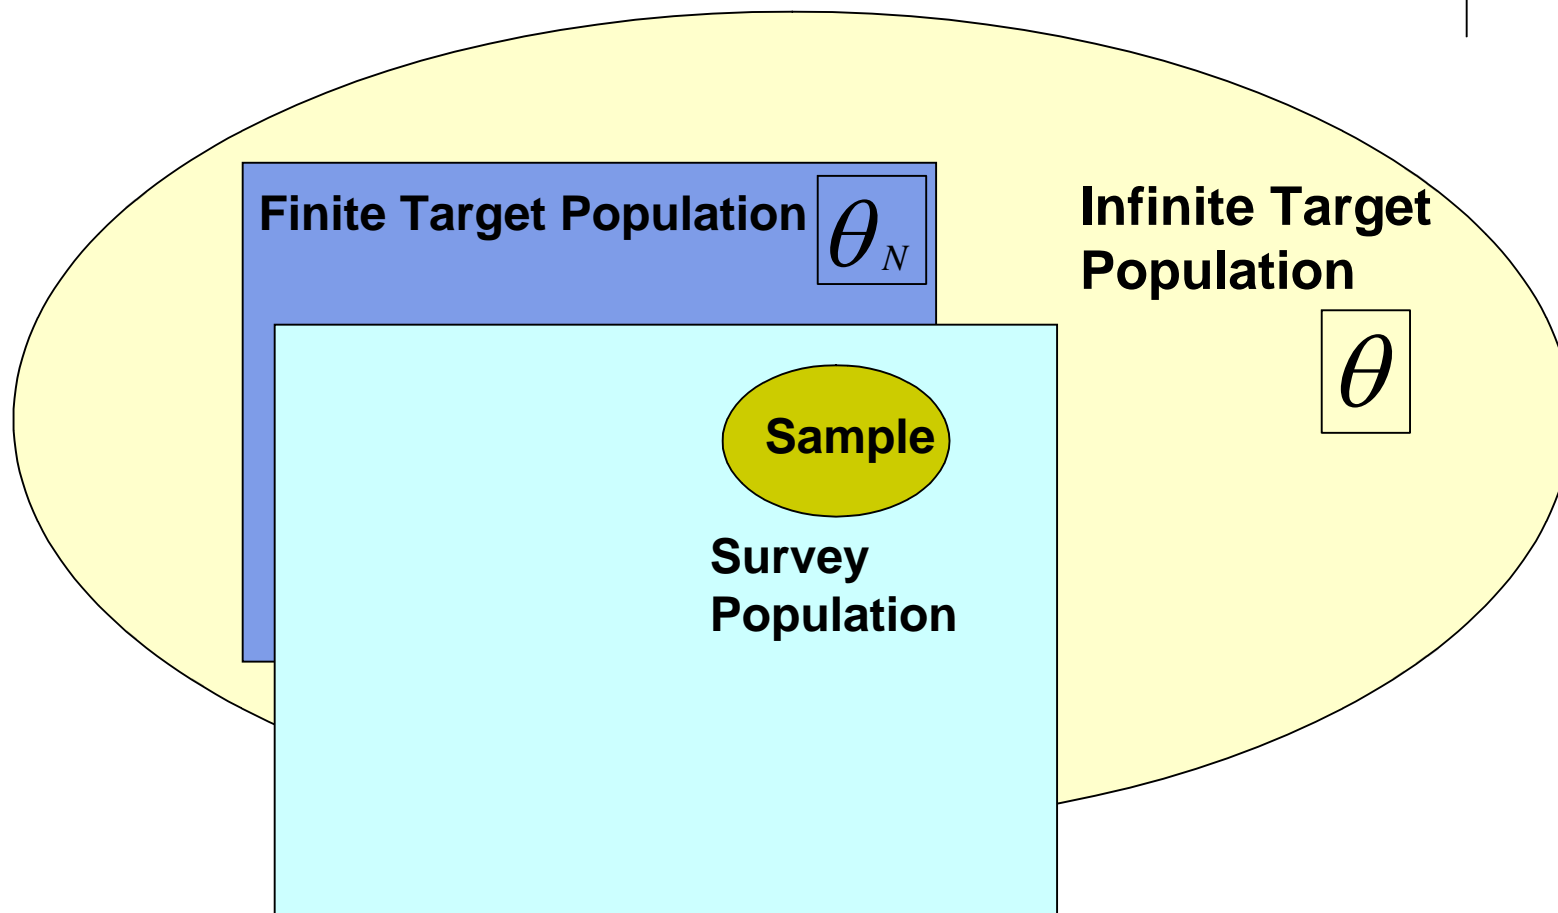 Finite Target Population θN
Infinite Target
Population
θ
Sample
Survey
Population